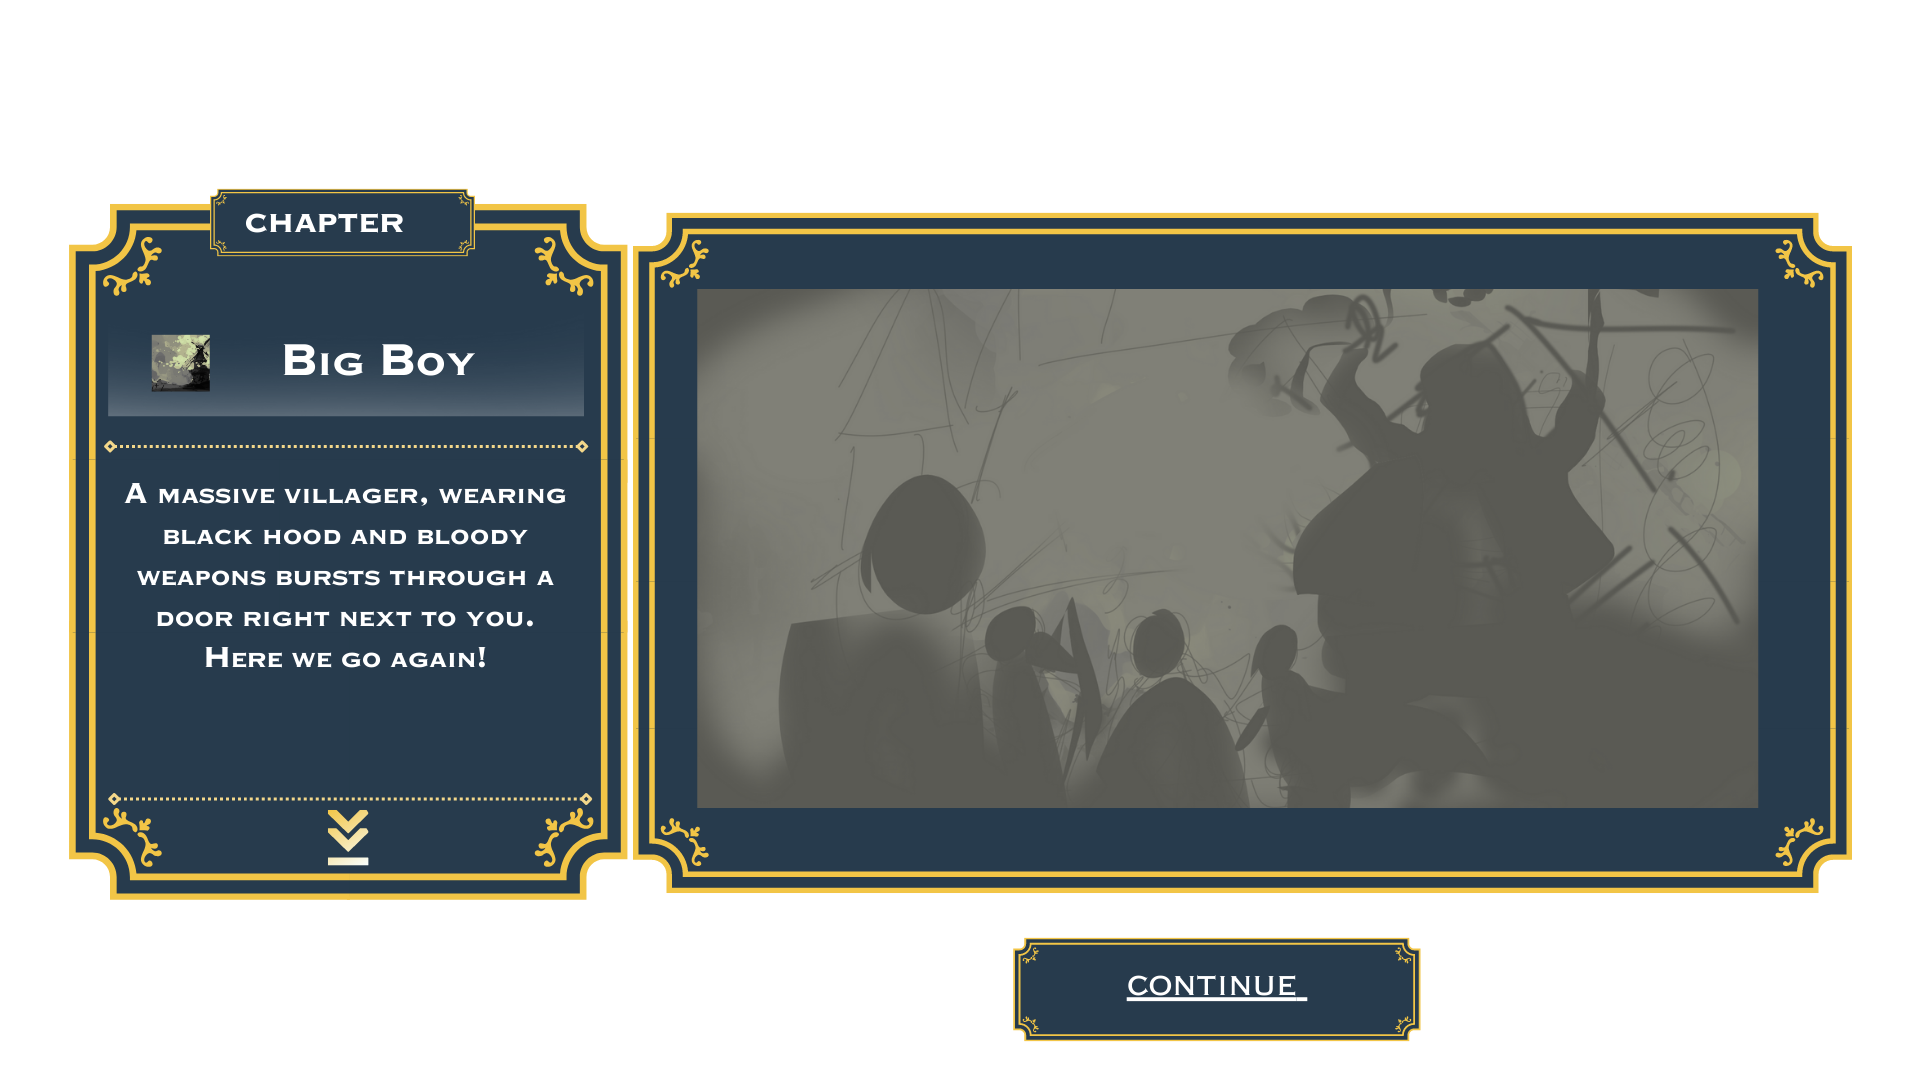 CHAPTER
Big Boy
A massive villager, wearing
black hood and bloody
weapons bursts through a
door right next to you.
Here we go again!
CONTINUE